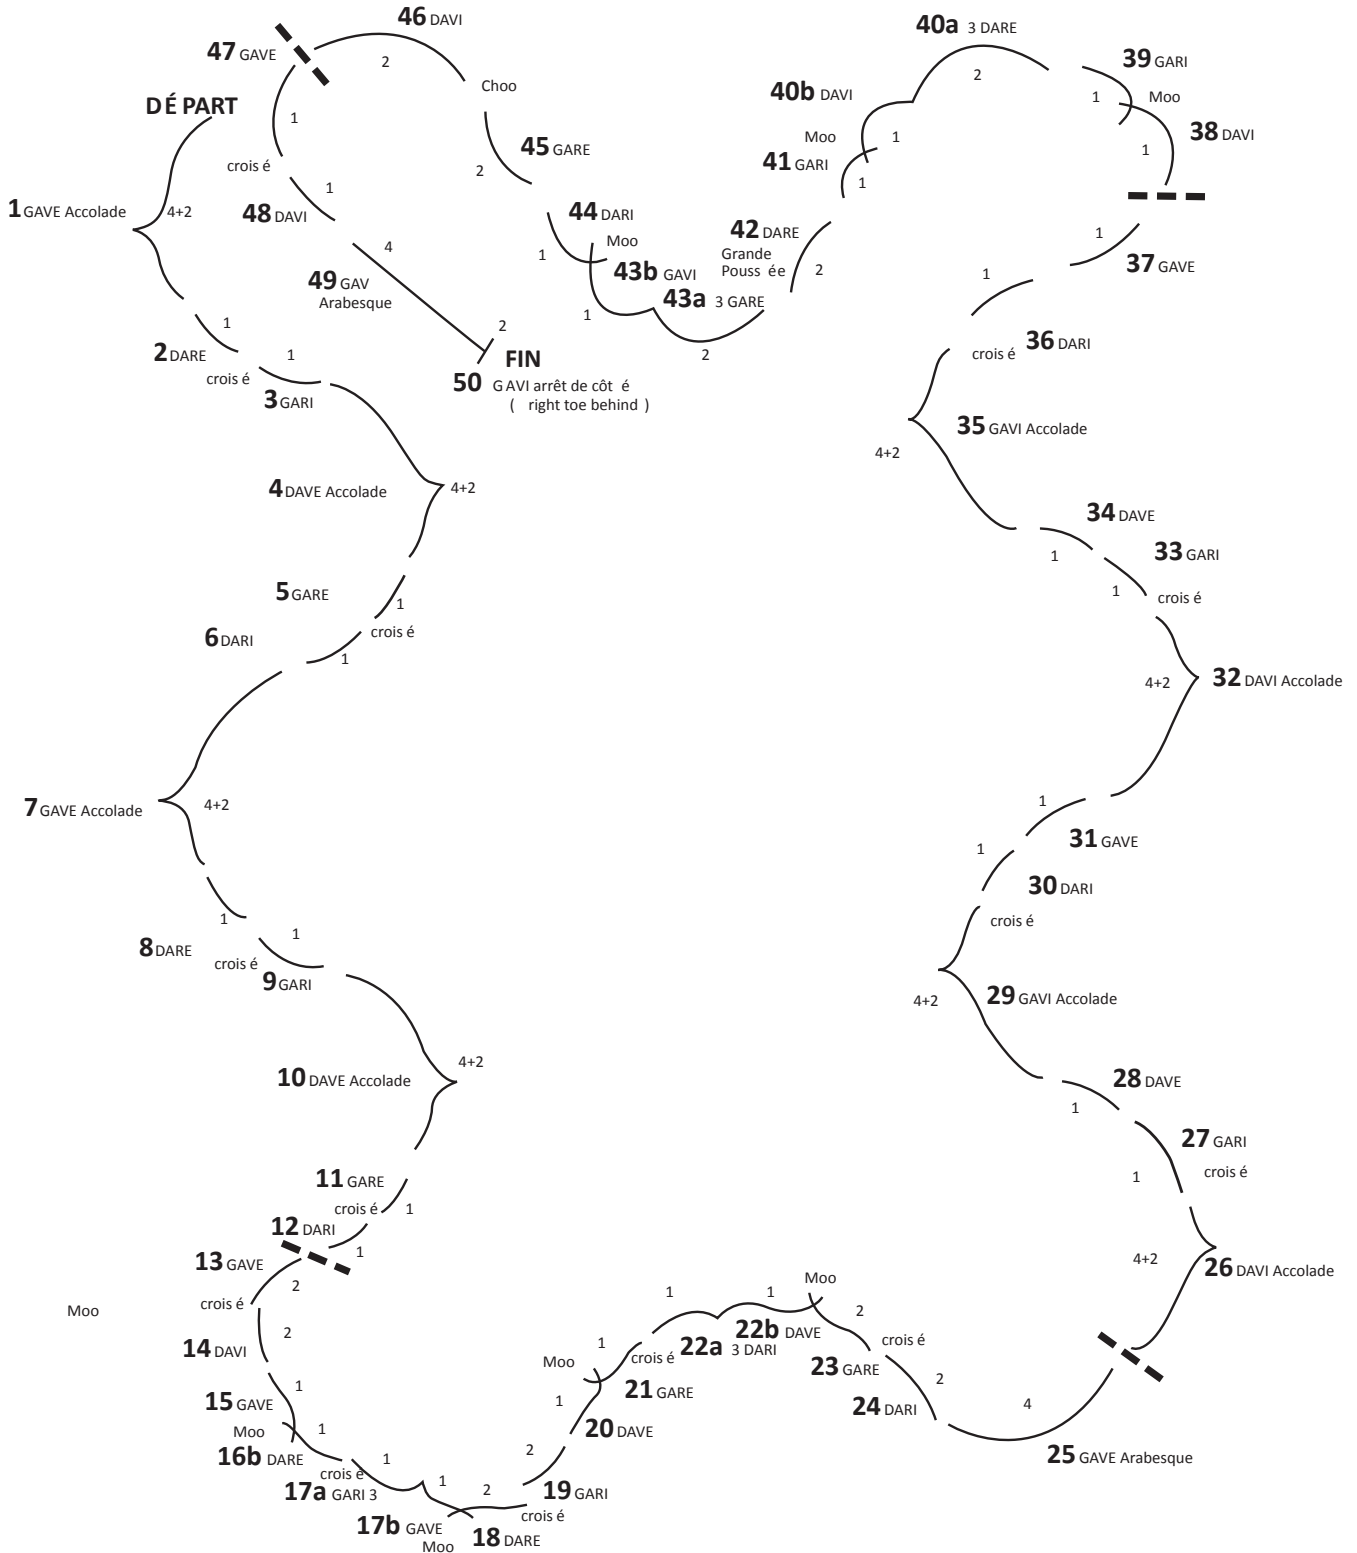 DÉ PART
1 GAVE Accolade
4+2
2 DARE
1
crois é
1
3 GARI
4 DAVE Accolade
4+2
5 GARE
1
crois é
6 DARI
1
7 GAVE Accolade
4+2
8 DARE
1
crois é
1
9 GARI
10 DAVE Accolade
4+2
11 GARE
crois é
1
12 DARI
1
13 GAVE
2
crois é
Moo
14 DAVI
2
15 GAVE
1
Moo
16b DARE
1
crois é
17a GARI 3
1
17b GAVE
1
Moo
18 DARE
2
crois é
19 GARI
2
20 DAVE
1
Moo
21 GARE
1
crois é
22a 3 DARI
1
22b DAVE
1
Moo
23 GARE
2
crois é
24 DARI
2
25 GAVE Arabesque
4
26 DAVI Accolade
4+2
27 GARI
crois é
1
28 DAVE
1
29 GAVI Accolade
4+2
30 DARI
crois é
1
31 GAVE
1
32 DAVI Accolade
4+2
33 GARI
crois é
1
34 DAVE
1
35 GAVI Accolade
4+2
36 DARI
crois é
1
37 GAVE
1
38 DAVI
1
Moo
39 GARI
1
40a 3 DARE
2
40b DAVI
1
Moo
41 GARI
1
42 DARE
Grande
Pouss ée
2
43a 3 GARE
2
43b GAVI
1
Moo
44 DARI
1
45 GARE
2
Choo
46 DAVI
2
47 GAVE
1
crois é
48 DAVI
1
49 GAV
Arabesque
4
2
FIN
50 G AVI arrêt de côt é
( right toe behind )